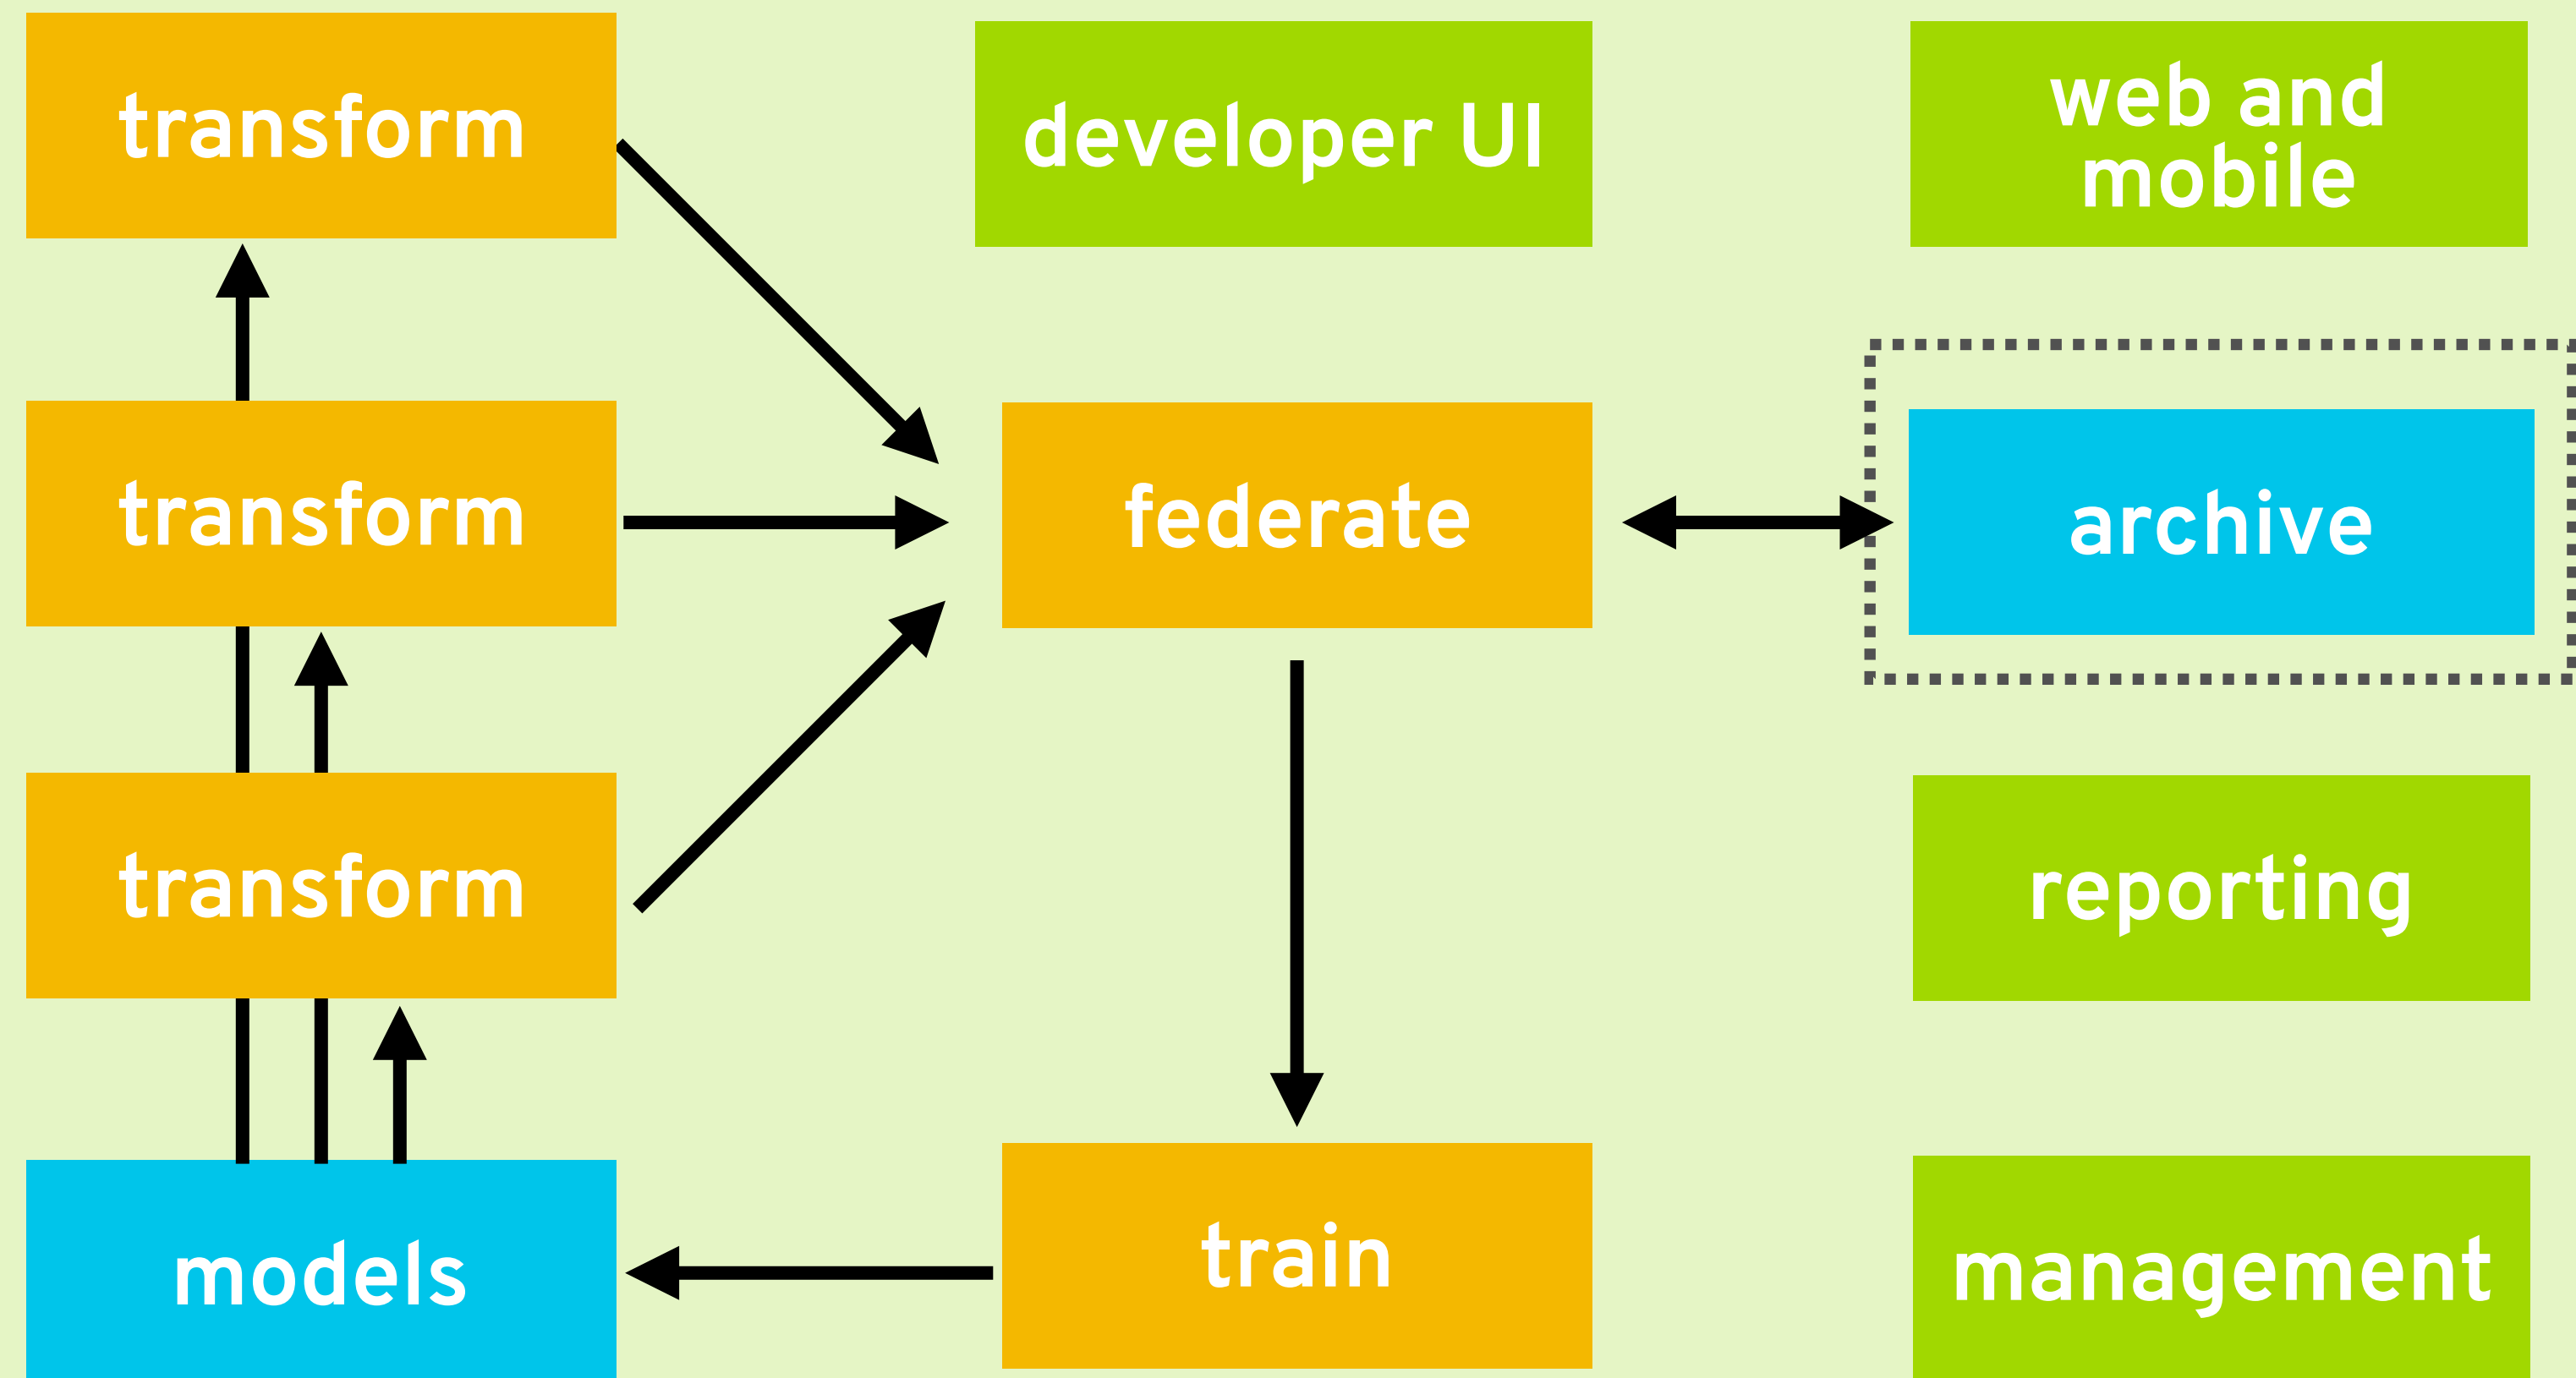 transform
developer UI
web and
mobile
transform
federate
archive
transform
reporting
models
train
management